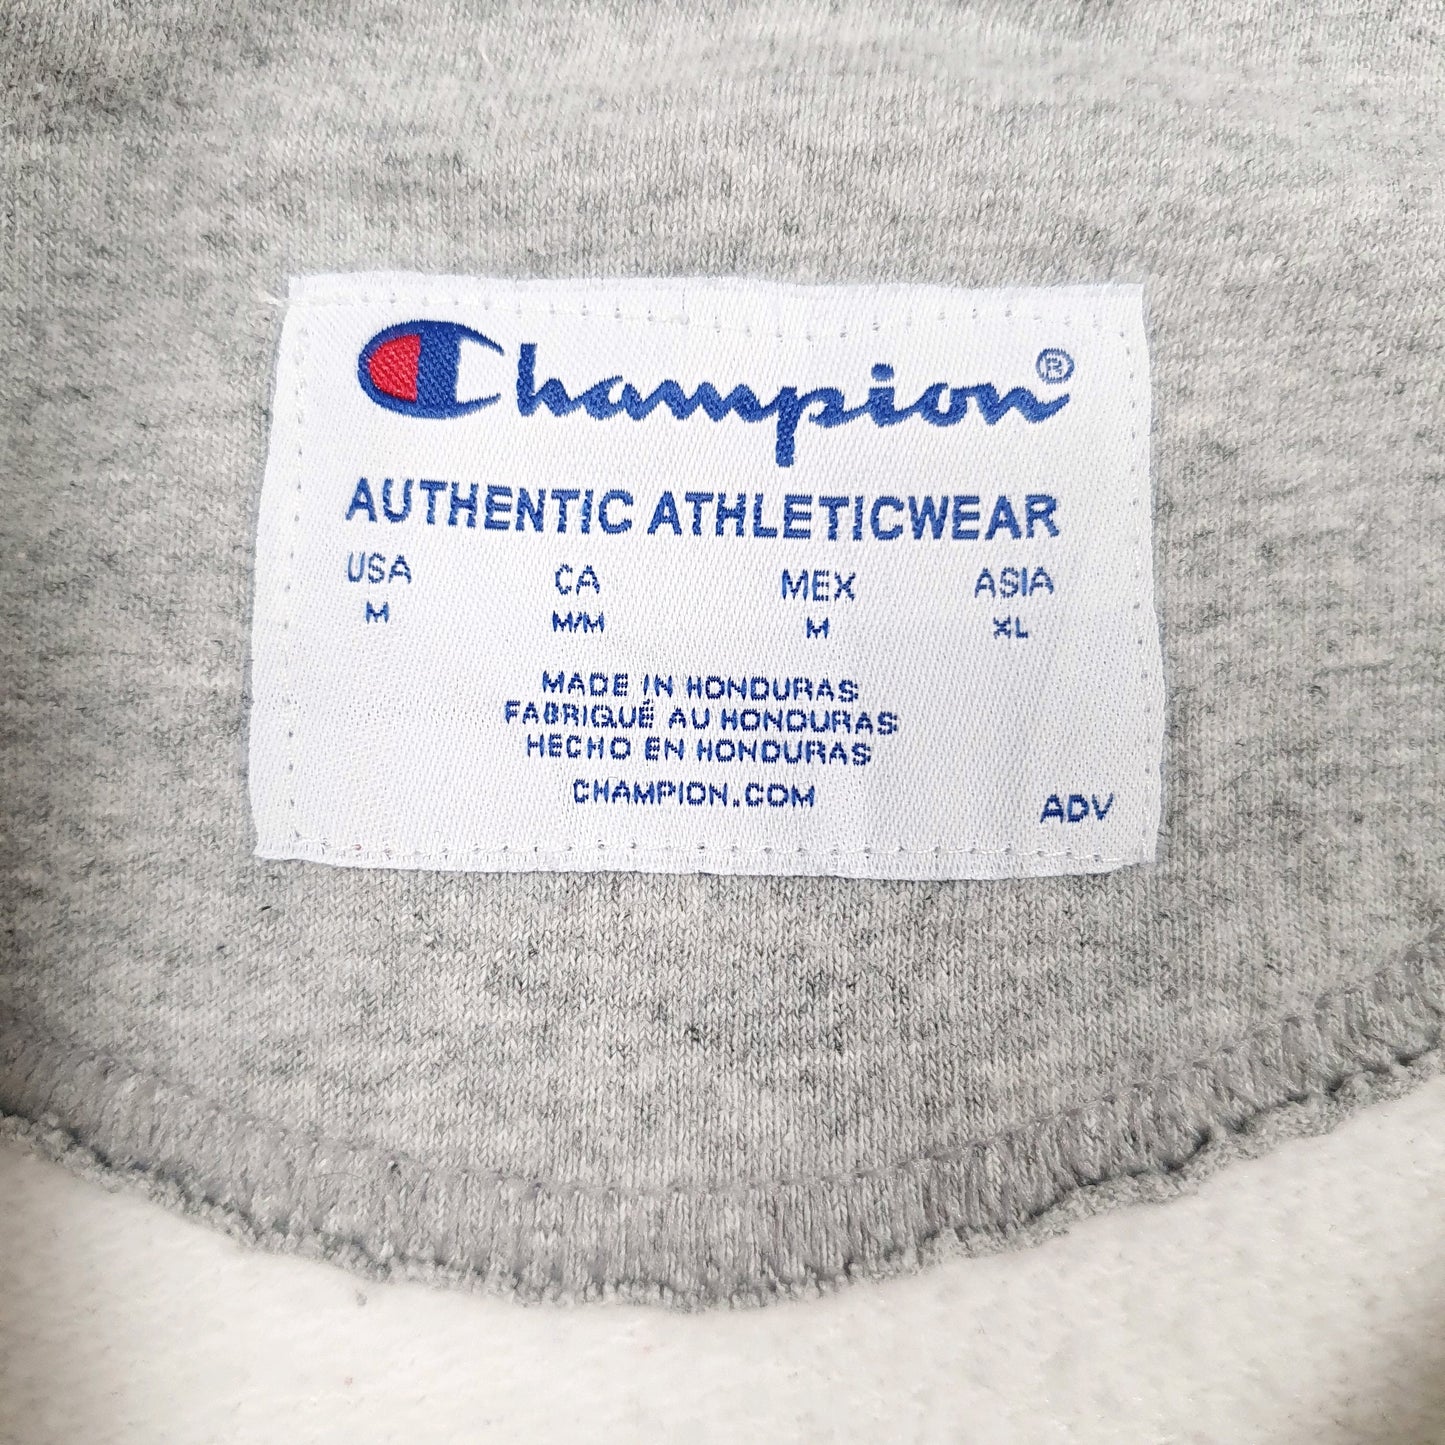 Champion®
AUTHENTIC ATHLETICWEAR
USA CA MEX ASIA
M M/M M XL
MADE IN HONDURAS
FABRIQUÉ AU HONDURAS
HECHO EN HONDURAS
CHAMPION.COM
ADV